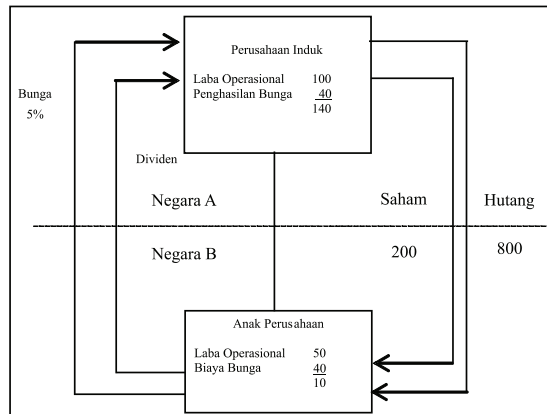 Perusahaan Induk
Laba Operasional 100
Penghasilan Bunga 40
140
Bunga
5%
Dividen
Negara A
Saham
Hutang
Negara B
200
800
Anak Perusahaan
Laba Operasional 50
Biaya Bunga 40
10